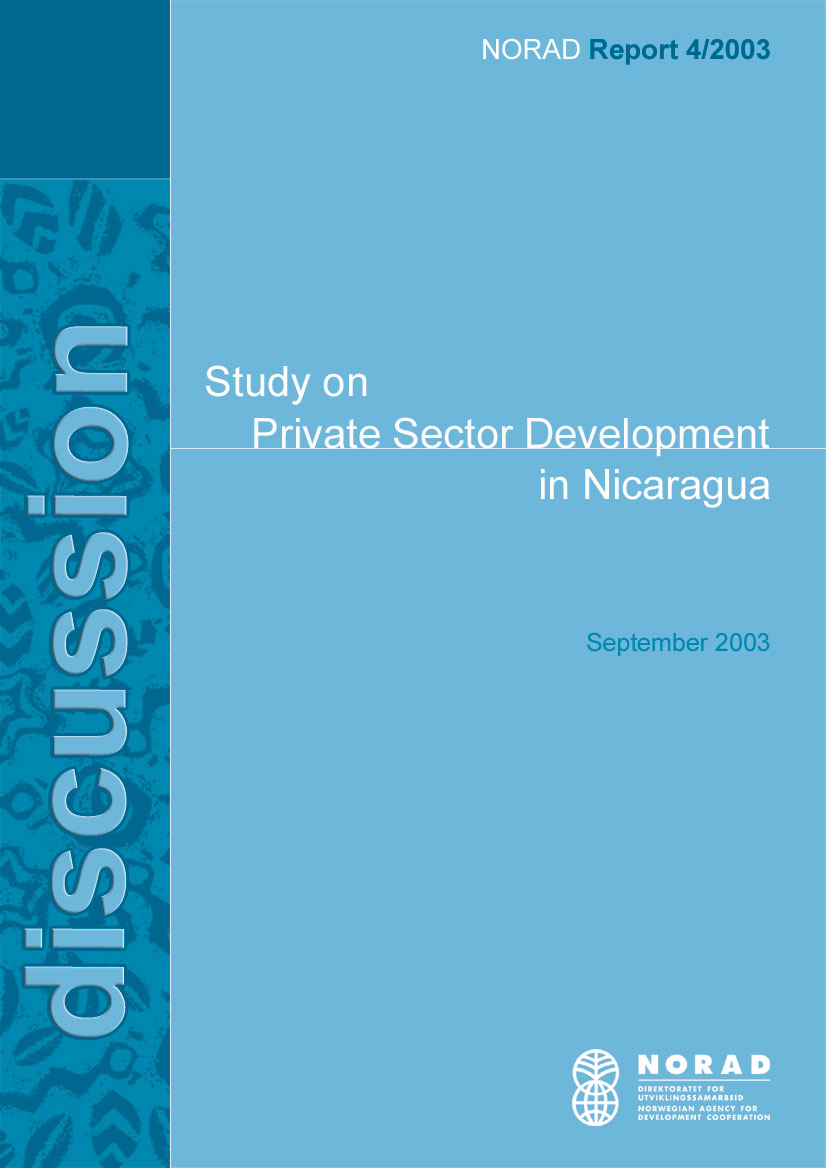 NORAD Report 4/2003
Study on
Private Sector Development
in Nicaragua
September 2003
discussion
NORAD
DIREKTORATET FOR
UTVIKLINGSSAMARBEID
NORWEGIAN AGENCY FOR
DEVELOPMENT COOPERATION